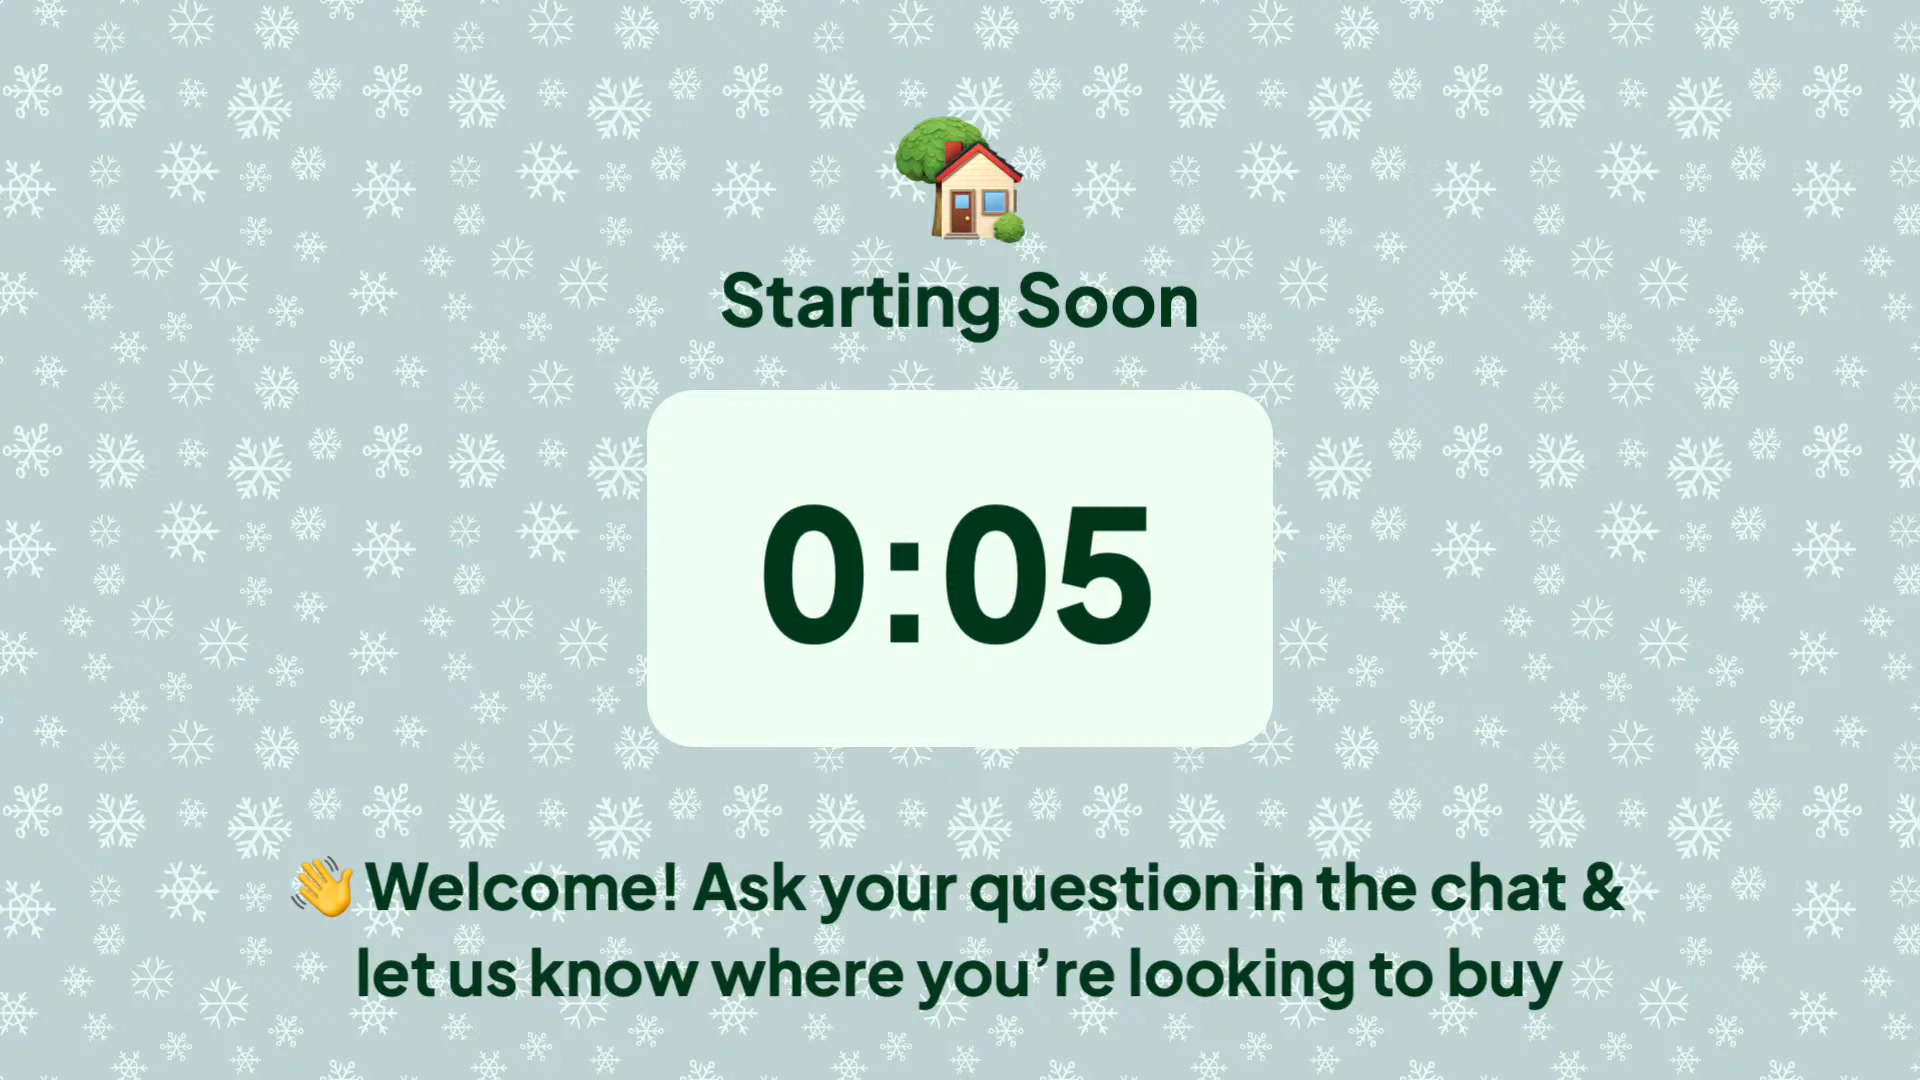 Starting Soon
0:05
👋 Welcome! Ask your question in the chat &
let us know where you’re looking to buy